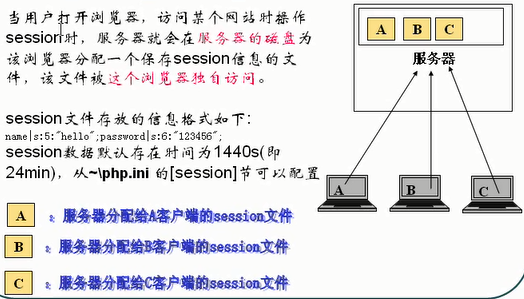 当用户打开浏览器，访问某个网站时操作
session时，服务器就会在服务器的磁盘为
该浏览器分配一个保存session信息的文
件，该文件被这个浏览器独自访问。
session文件存放的信息格式如下：
name|s:5:"hello";password|s:6:"123456";
session数据默认存在时间为1440s(即
24min)，从~\php.ini 的[session]节可以配置
A B C
服务器
A B C
A ：服务器分配给A客户端的session文件
B ：服务器分配给B客户端的session文件
C ：服务器分配给C客户端的session文件